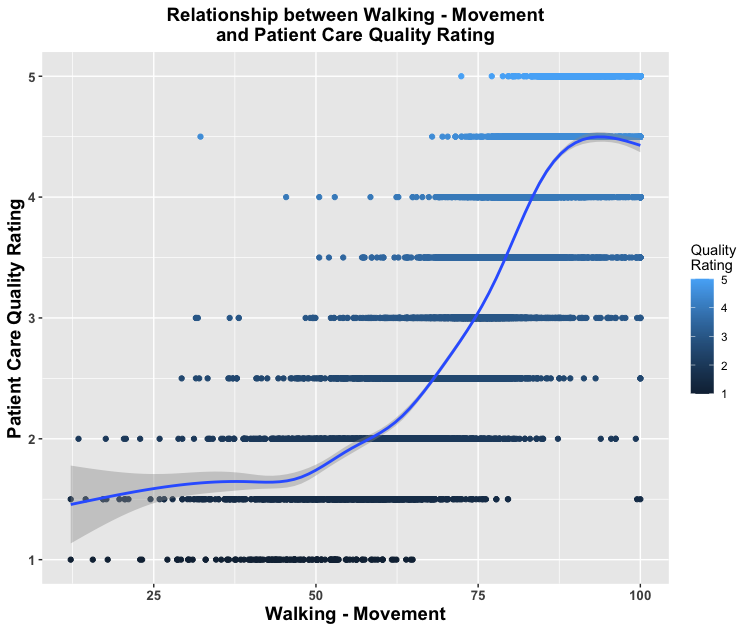 Relationship between Walking - Movement
and Patient Care Quality Rating
Patient Care Quality Rating
5
4
3
2
1
25
50
75
100
Walking - Movement
Quality
Rating
5
4
3
2
1